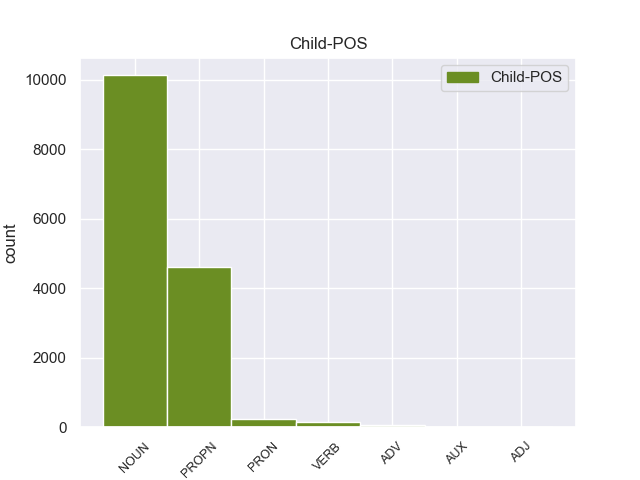 Child-POS
Child-POS
count
10000
8000
6000
4000
2000
0
NOUN
PROPN
PRON
VERB
ADV
AUX
ADJ